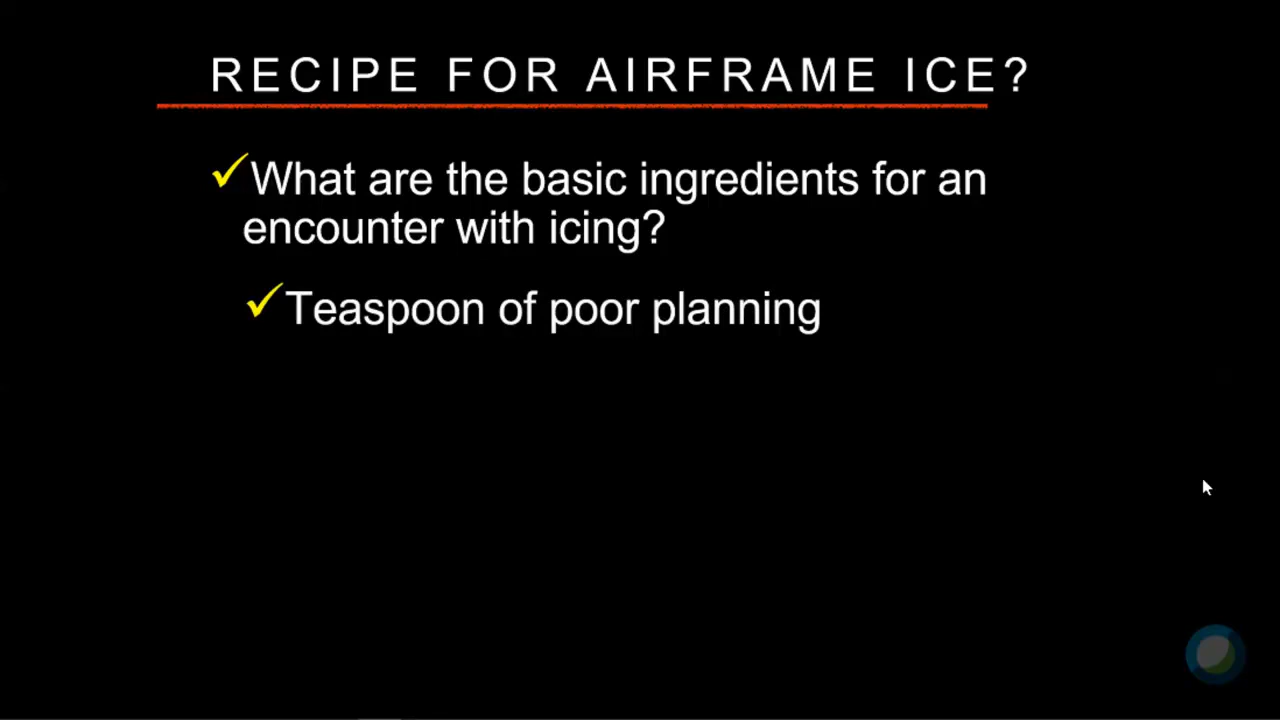 RECIPE FOR AIRFRAME ICE?
What are the basic ingredients for an
encounter with icing?
Teaspoon of poor planning